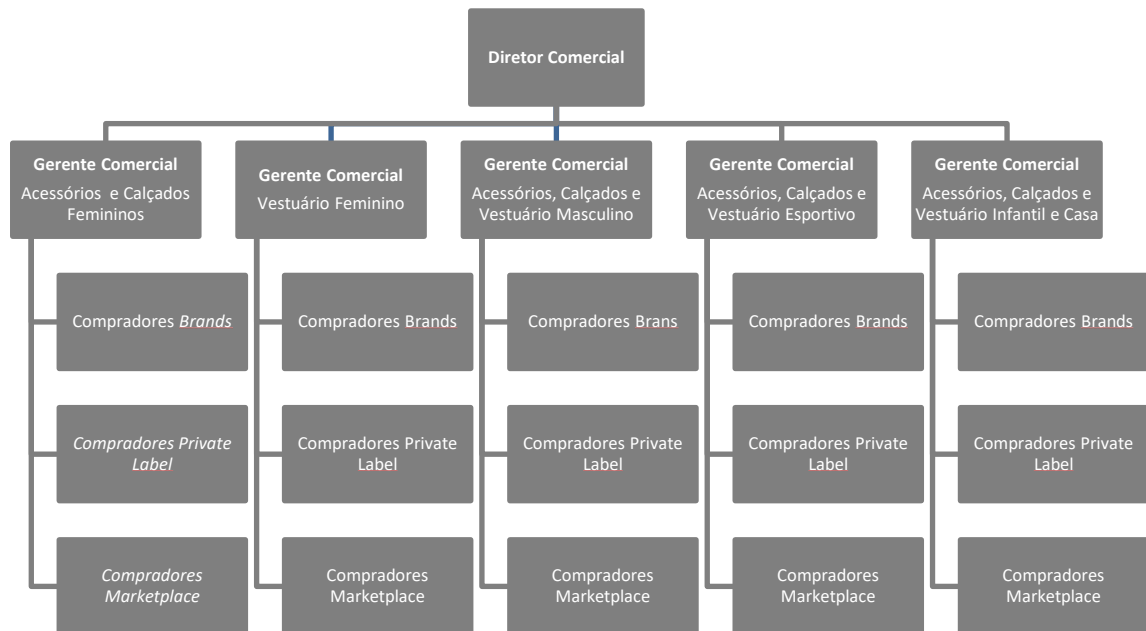 Diretor Comercial
Gerente Comercial
Acessórios e Calçados
Femininos
Gerente Comercial
Vestuário Feminino
Gerente Comercial
Acessórios, Calçados e
Vestuário Masculino
Gerente Comercial
Acessórios, Calçados e
Vestuário Esportivo
Gerente Comercial
Acessórios, Calçados e
Vestuário Infantil e Casa
Compradores Brands
Compradores Brands
Compradores Brans
Compradores Brands
Compradores Brands
Compradores Private
Label
Compradores Private
Label
Compradores Private
Label
Compradores Private
Label
Compradores Private
Label
Compradores
Marketplace
Compradores
Marketplace
Compradores
Marketplace
Compradores
Marketplace
Compradores
Marketplace